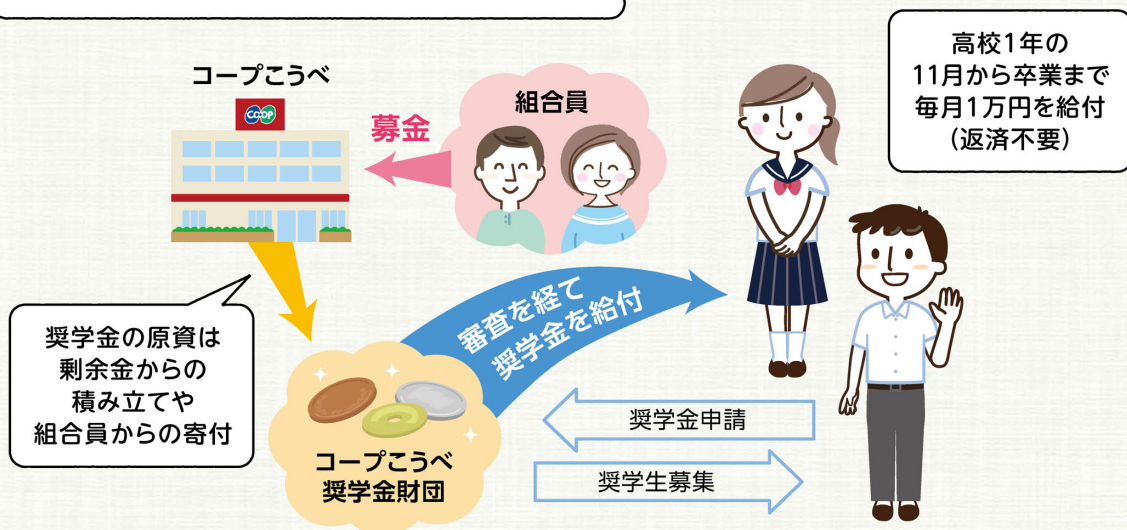 コープこうべ
CO・OP
募金
組合員
高校1年の
11月から卒業まで
毎月1万円を給付
（返済不要）
奨学金の原資は
剰余金からの
積み立てや
組合員からの寄付
審査を経て
奨学金を給付
コープこうべ
奨学金財団
奨学金申請
奨学生募集